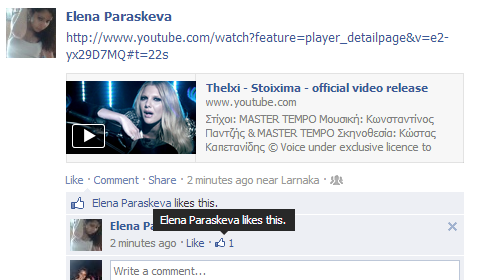 Elena Paraskeva
http://www.youtube.com/watch?feature=player_detailpage&v=e2-
yx29D7MQ#t=22s
Thelxi - Stoixima - official video release
www.youtube.com
Στίχοι: MASTER TEMPO Μουσική: Κωνσταντίνος
Παντζής & MASTER TEMPO Σκηνοθεσία: Κώστας
Καπετανίδης © Voice under exclusive licence to
Like · Comment · Share · 2 minutes ago near Larnaka ·
Elena Paraskeva likes this.
Elena Pa
Elena Paraskeva likes this.
2 minutes ago · Like · 1
Write a comment...